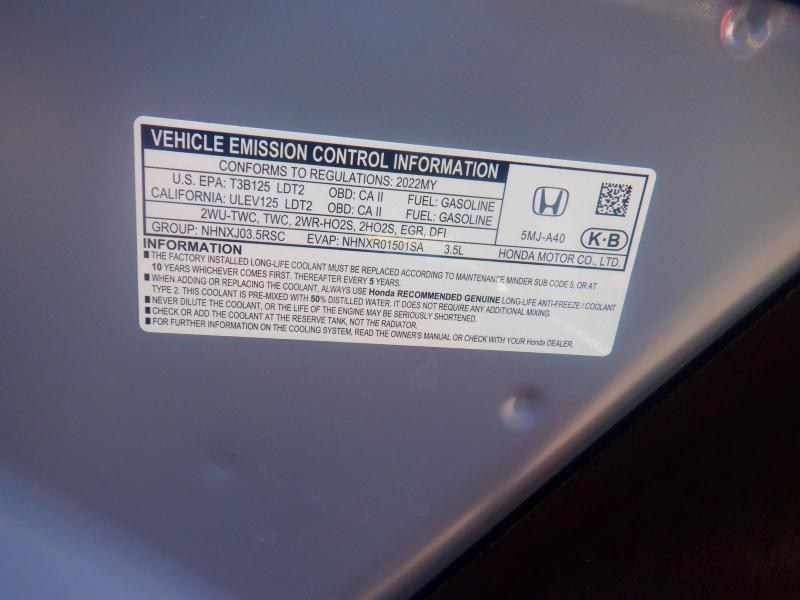 VEHICLE EMISSION CONTROL INFORMATION
CONFORMS TO REGULATIONS: 2022MY
U.S. EPA: T3B125 LDT2 OBD: CA II FUEL: GASOLINE
CALIFORNIA: ULEV125 LDT2 OBD: CA II FUEL: GASOLINE
2WU-TWC, TWC, 2WR-HO2S, 2HO2S, EGR, DFI
GROUP: NHNXJ03.5RSC EVAP: NHNXR01501SA 3.5L
5MJ-A40
K-B
HONDA MOTOR CO., LTD.
INFORMATION
■ THE FACTORY INSTALLED LONG-LIFE COOLANT MUST BE REPLACED ACCORDING TO MAINTENANCE MINDER SUB CODE 5, OR AT
10 YEARS WHICHEVER COMES FIRST. THEREAFTER EVERY 5 YEARS.
■ WHEN ADDING OR REPLACING THE COOLANT, ALWAYS USE Honda RECOMMENDED GENUINE LONG-LIFE ANTI-FREEZE / COOLANT
TYPE 2. THIS COOLANT IS PRE-MIXED WITH 50% DISTILLED WATER. IT DOES NOT REQUIRE ANY ADDITIONAL MIXING.
■ NEVER DILUTE THE COOLANT, OR THE LIFE OF THE ENGINE MAY BE SERIOUSLY SHORTENED.
■ CHECK OR ADD THE COOLANT AT THE RESERVE TANK, NOT THE RADIATOR.
■ FOR FURTHER INFORMATION ON THE COOLING SYSTEM, READ THE OWNER'S MANUAL OR CHECK WITH YOUR Honda DEALER.